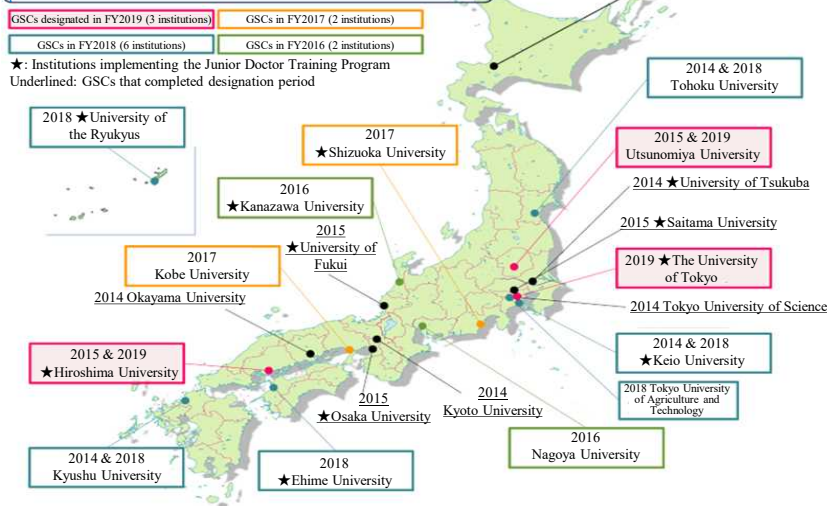 GSCs designated in FY2019 (3 institutions)
GSCs in FY2017 (2 institutions)
GSCs in FY2018 (6 institutions)
GSCs in FY2016 (2 institutions)
★: Institutions implementing the Junior Doctor Training Program
Underlined: GSCs that completed designation period
2014 & 2018
Tohoku University
2018 ★University of
the Ryukyus
2017
★Shizuoka University
2015 & 2019
Utsunomiya University
2014 ★University of Tsukuba
2016
★Kanazawa University
2015 ★Saitama University
2015
★University of
Fukui
2017
Kobe University
2019 ★The University
of Tokyo
2014 Okayama University
2014 Tokyo University of Science
2015 & 2019
★Hiroshima University
2014 & 2018
★Keio University
2018 Tokyo University
of Agriculture and
Technology
2015
★Osaka University
2014
Kyoto University
2016
Nagoya University
2014 & 2018
Kyushu University
2018
★Ehime University